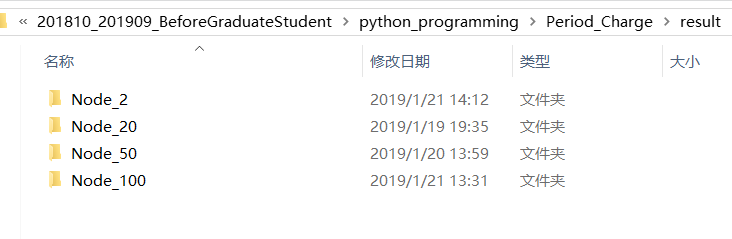 « 201810_201909_BeforeGraduateStudent > python_programming > Period_Charge > result
名称 修改日期 类型 大小
Node_2 2019/1/21 14:12 文件夹
Node_20 2019/1/19 19:35 文件夹
Node_50 2019/1/20 13:59 文件夹
Node_100 2019/1/21 13:31 文件夹